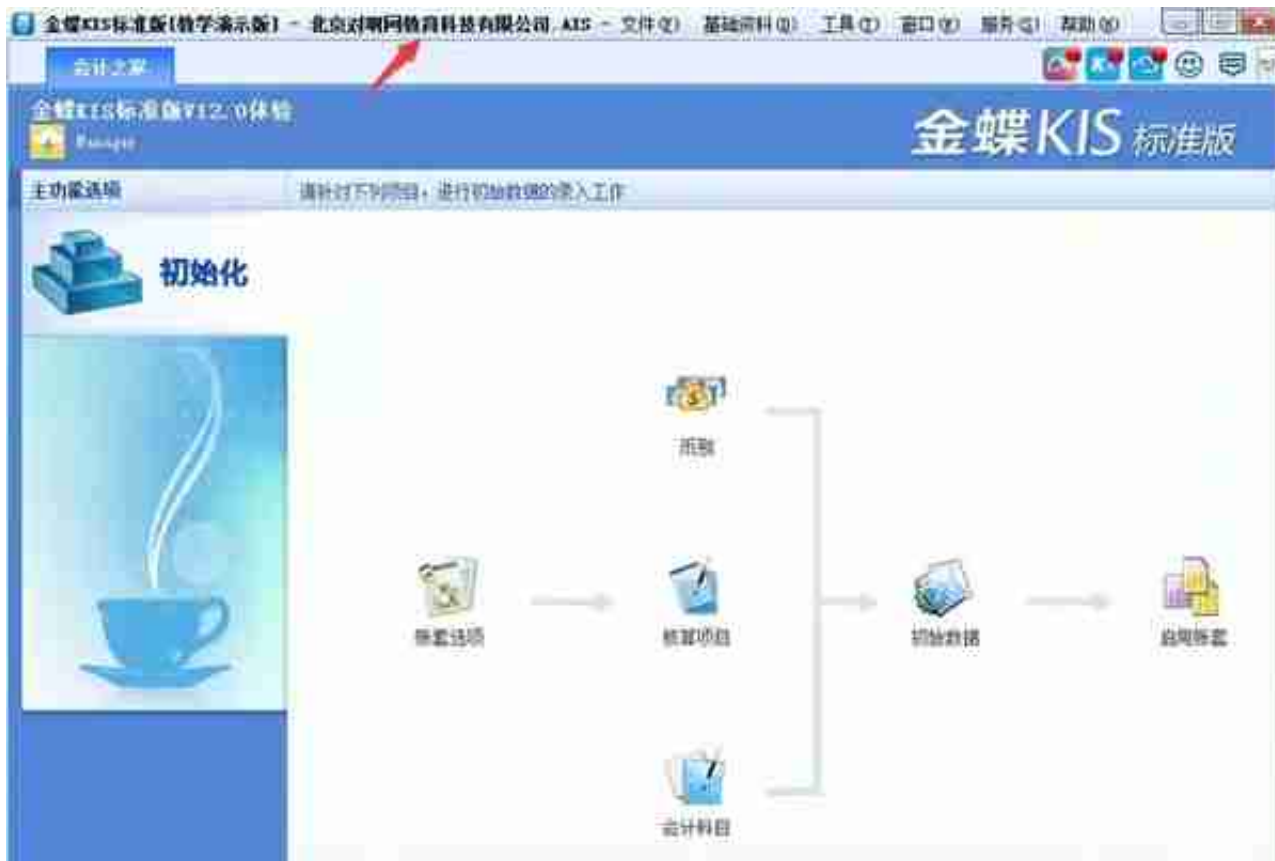 金蝶KIS标准版(教学演示版) - 北京对啊网教育科技有限公司.AIS - 文件(F) 基础资料(D) 工具(T) 窗口(W) 服务(S) 帮助(H)
会计之家
金蝶KIS标准版V12.0体验
Manager
金蝶KIS 标准版
主功能选项
请针对下列项目,进行初始数据的录入工作
初始化
币别
账套选项
核算项目
初始数据
启用账套
会计科目